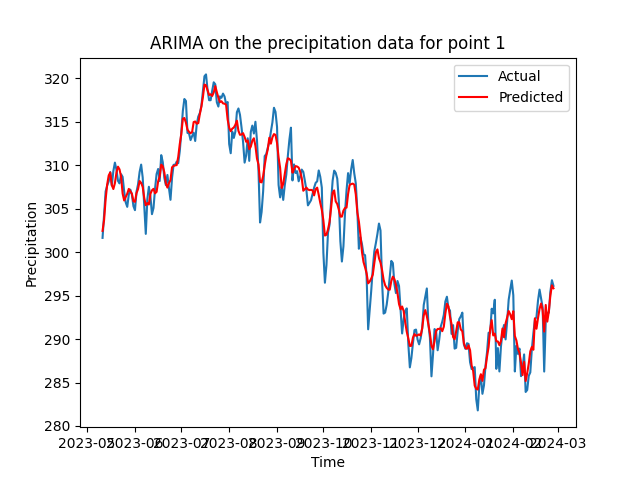 ARIMA on the precipitation data for point 1
Actual
Predicted
320
315
310
305
300
295
290
285
280
Precipitation
2023-05 2023-06 2023-07 2023-08 2023-09 2023-10 2023-11 2023-12 2024-01 2024-02 2024-03
Time